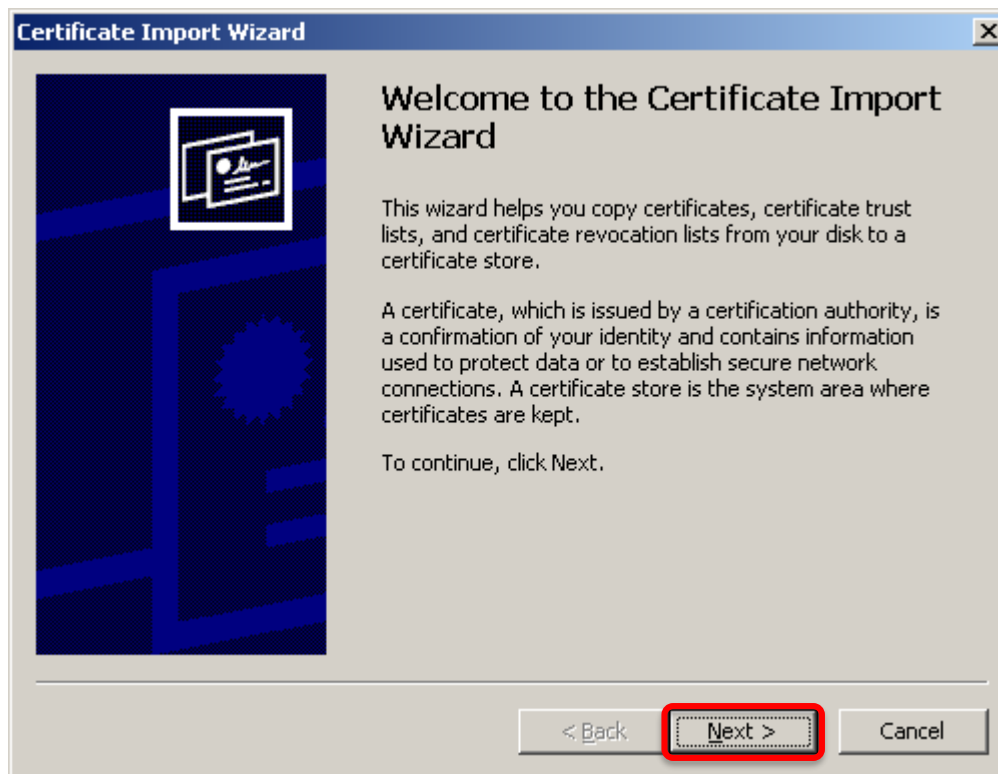 Certificate Import Wizard
Welcome to the Certificate Import
Wizard
This wizard helps you copy certificates, certificate trust
lists, and certificate revocation lists from your disk to a
certificate store.
A certificate, which is issued by a certification authority, is
a confirmation of your identity and contains information
used to protect data or to establish secure network
connections. A certificate store is the system area where
certificates are kept.
To continue, click Next.
< Back Next > Cancel